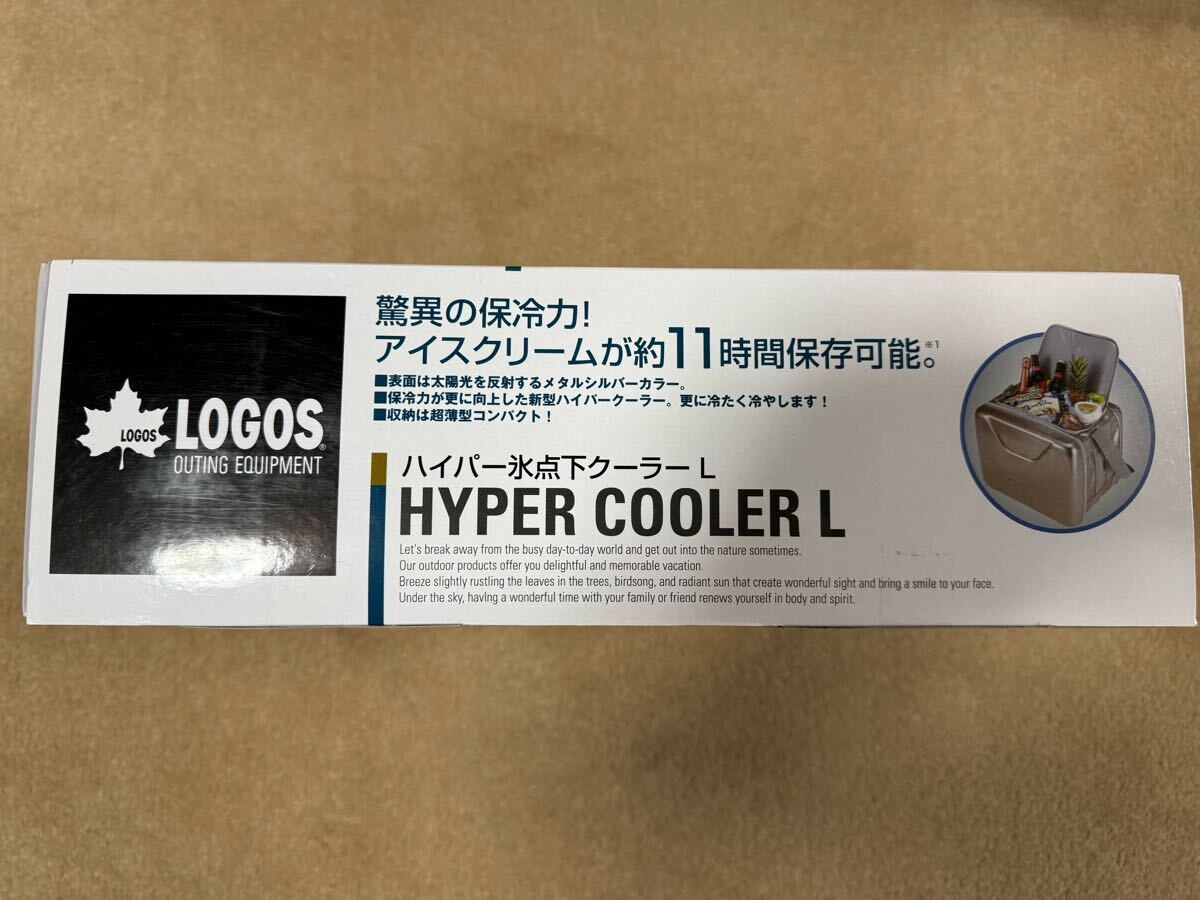 LOGOS
LOGOS®
OUTING EQUIPMENT
驚異の保冷力!
アイスクリームが約11時間保存可能。※1
■表面は太陽光を反射するメタルシルバーカラー。
■保冷力が更に向上した新型ハイパークーラー。更に冷たく冷やします!
■収納は超薄型コンパクト!
ハイパー氷点下クーラー L
HYPER COOLER L
Let's break away from the busy day-to-day world and get out into the nature sometimes.
Our outdoor products offer you delightful and memorable vacation.
Breeze slightly rustling the leaves in the trees, birdsong, and radiant sun that create wonderful sight and bring a smile to your face.
Under the sky, having a wonderful time with your family or friend renews yourself in body and spirit.